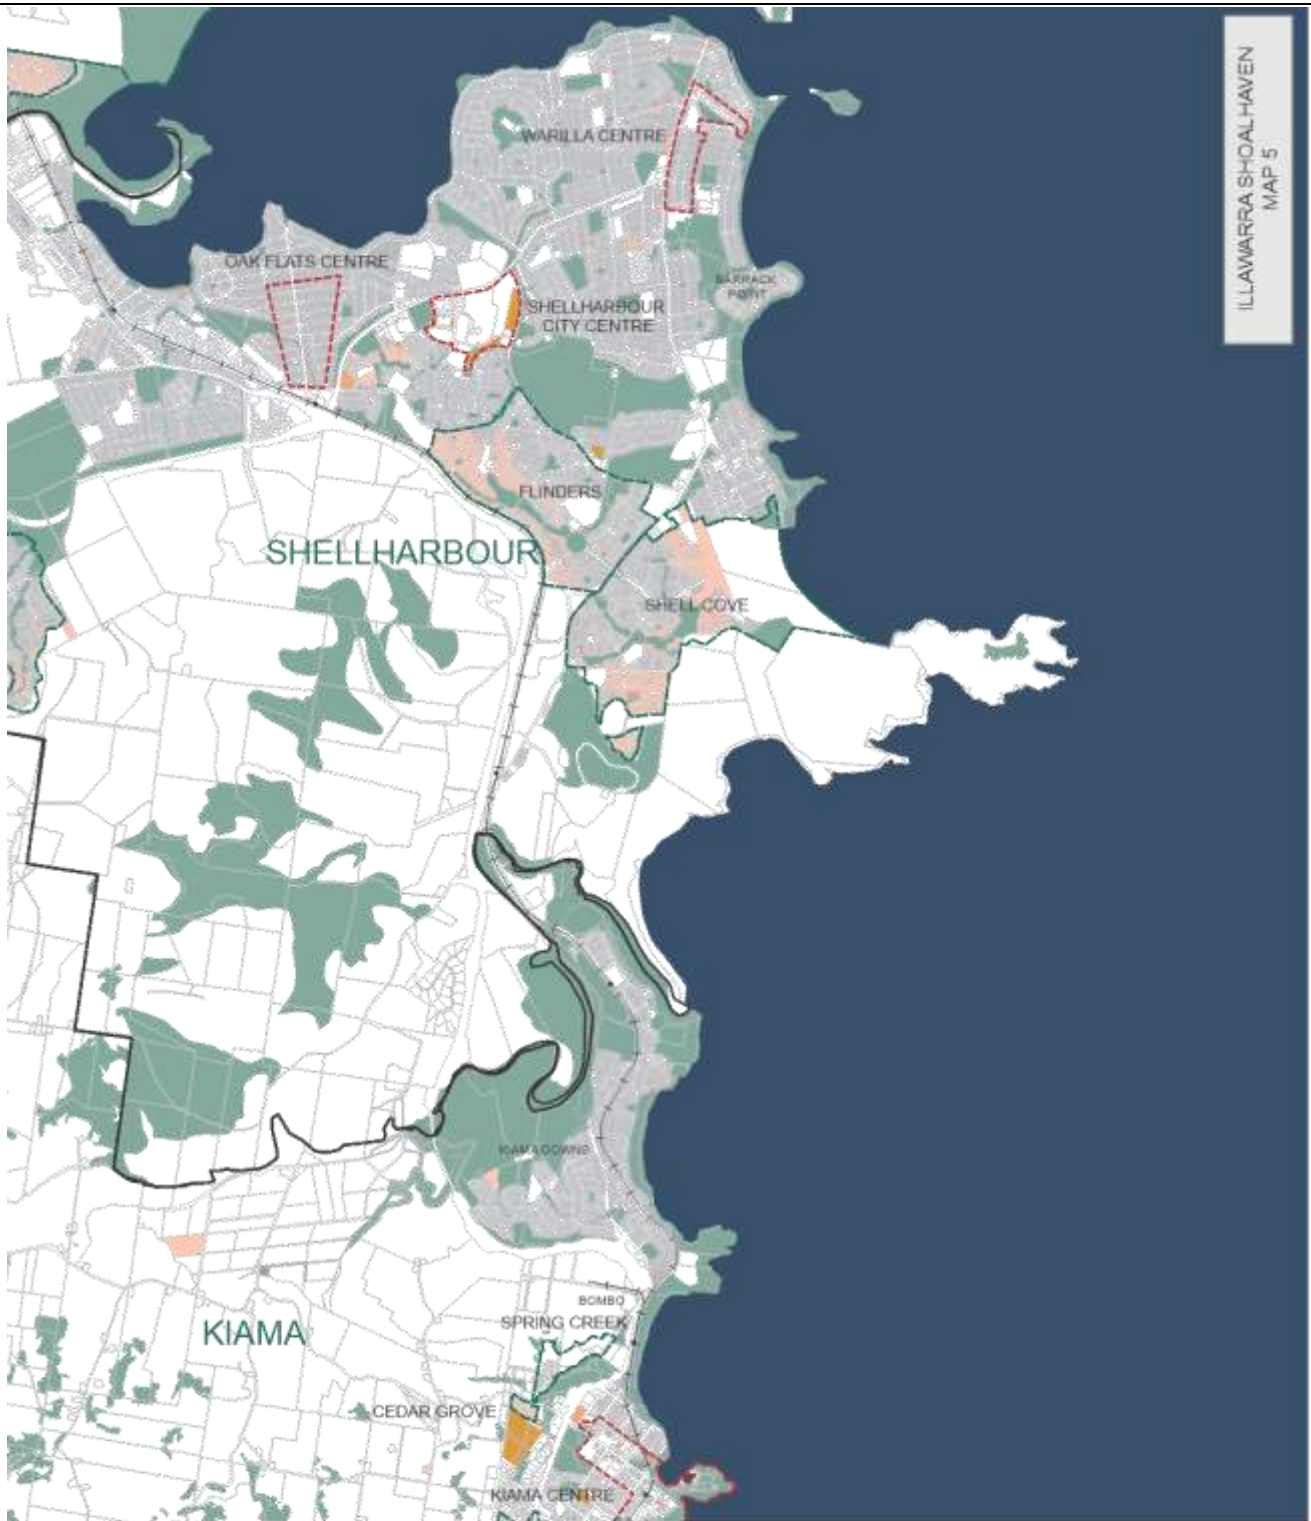 ILLAWARRA SHOALHAVEN
MAP 5
WARILLA CENTRE
OAK FLATS CENTRE
BARRACK
POINT
SHELLHARBOUR
CITY CENTRE
FLINDERS
SHELLHARBOUR
SHELL COVE
KIAMA DOWNS
BOMBO
SPRING CREEK
KIAMA
CEDAR GROVE
KIAMA CENTRE